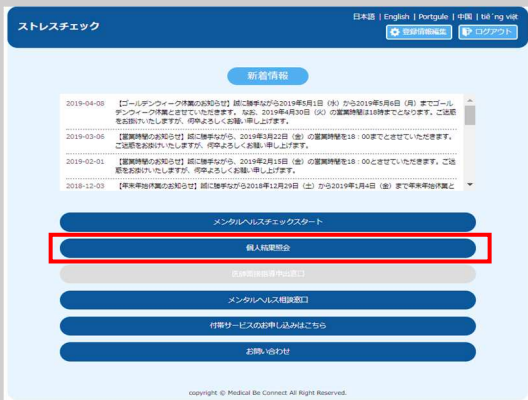 ストレスチェック
日本語 | English | Portgule | 中国 | tiê´ng việt
登録情報編集
ログアウト
新着情報
2019-04-08 【ゴールデンウィーク休業のお知らせ】誠に勝手ながら2019年5月1日（水）から2019年5月6日（月）までゴール
デンウィーク休業とさせていただきます。 なお、2019年4月30日（火）の営業時間は18時までとなります。ご迷惑
をお掛けいたしますが、何卒よろしくお願い申し上げます。
2019-03-06 【営業時間のお知らせ】誠に勝手ながら、2019年3月22日（金）の営業時間を18：00までとさせていただきます。
ご迷惑をお掛けいたしますが、何卒よろしくお願い申し上げます。
2019-02-01 【営業時間のお知らせ】誠に勝手ながら、2019年2月15日（金）の営業時間を18：00とさせていただきます。ご迷
惑をお掛けいたしますが、何卒よろしくお願い申し上げます。
2018-12-03 【年末年始休業のお知らせ】誠に勝手ながら2018年12月29日（土）から2019年1月4日（金）まで年末年始休業と
メンタルヘルスチェックスタート
個人結果照会
医師面接指導申出窓口
メンタルヘルス相談窓口
付帯サービスのお申し込みはこちら
お問い合わせ
copyright © Medical Be Connect All Right Reserved.